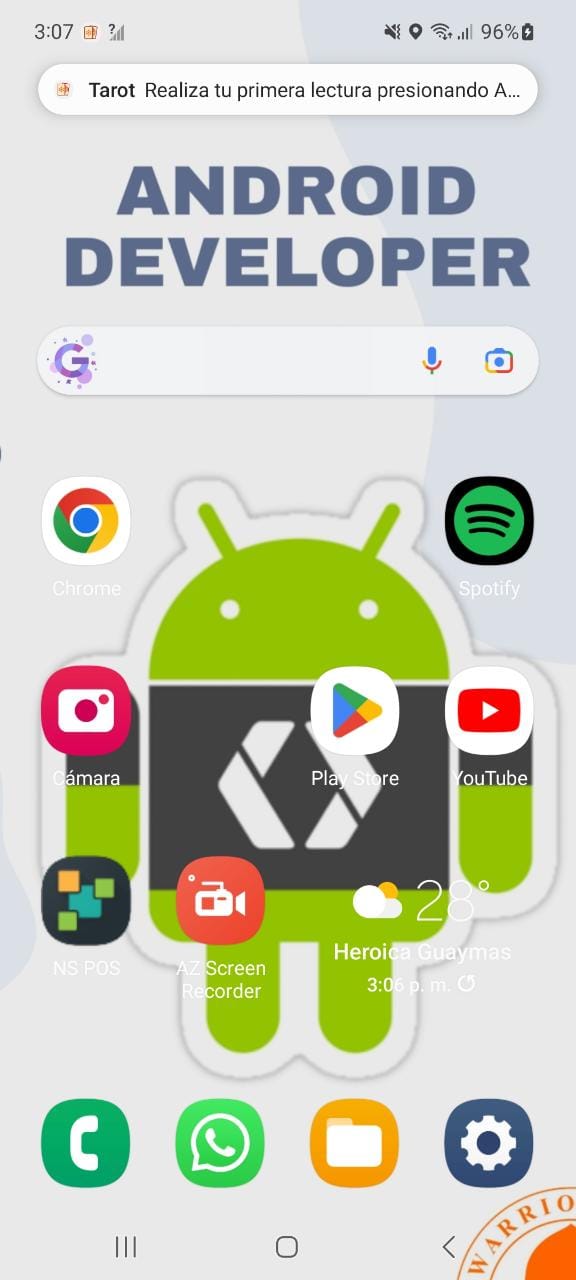 3:07
96%
Tarot Realiza tu primera lectura presionando A...
ANDROID
DEVELOPER
Chrome
Spotify
Cámara
Play Store
YouTube
28°
Heroica Guaymas
3:06 p. m.
NS POS
AZ Screen
Recorder
WARRIO